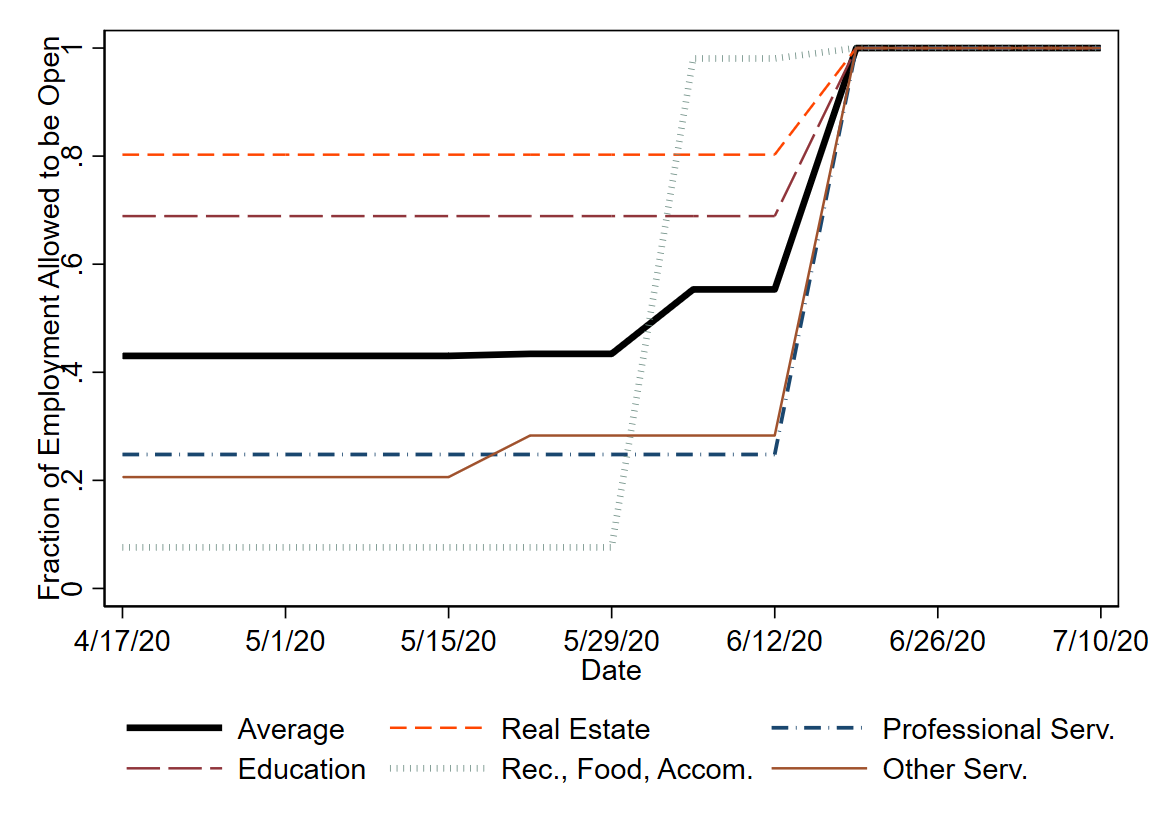 Fraction of Employment Allowed to be Open
1
.8
.6
.4
.2
0
4/17/20 5/1/20 5/15/20 5/29/20 6/12/20 6/26/20 7/10/20
Date
Average Real Estate Professional Serv.
Education Rec., Food, Accom. Other Serv.